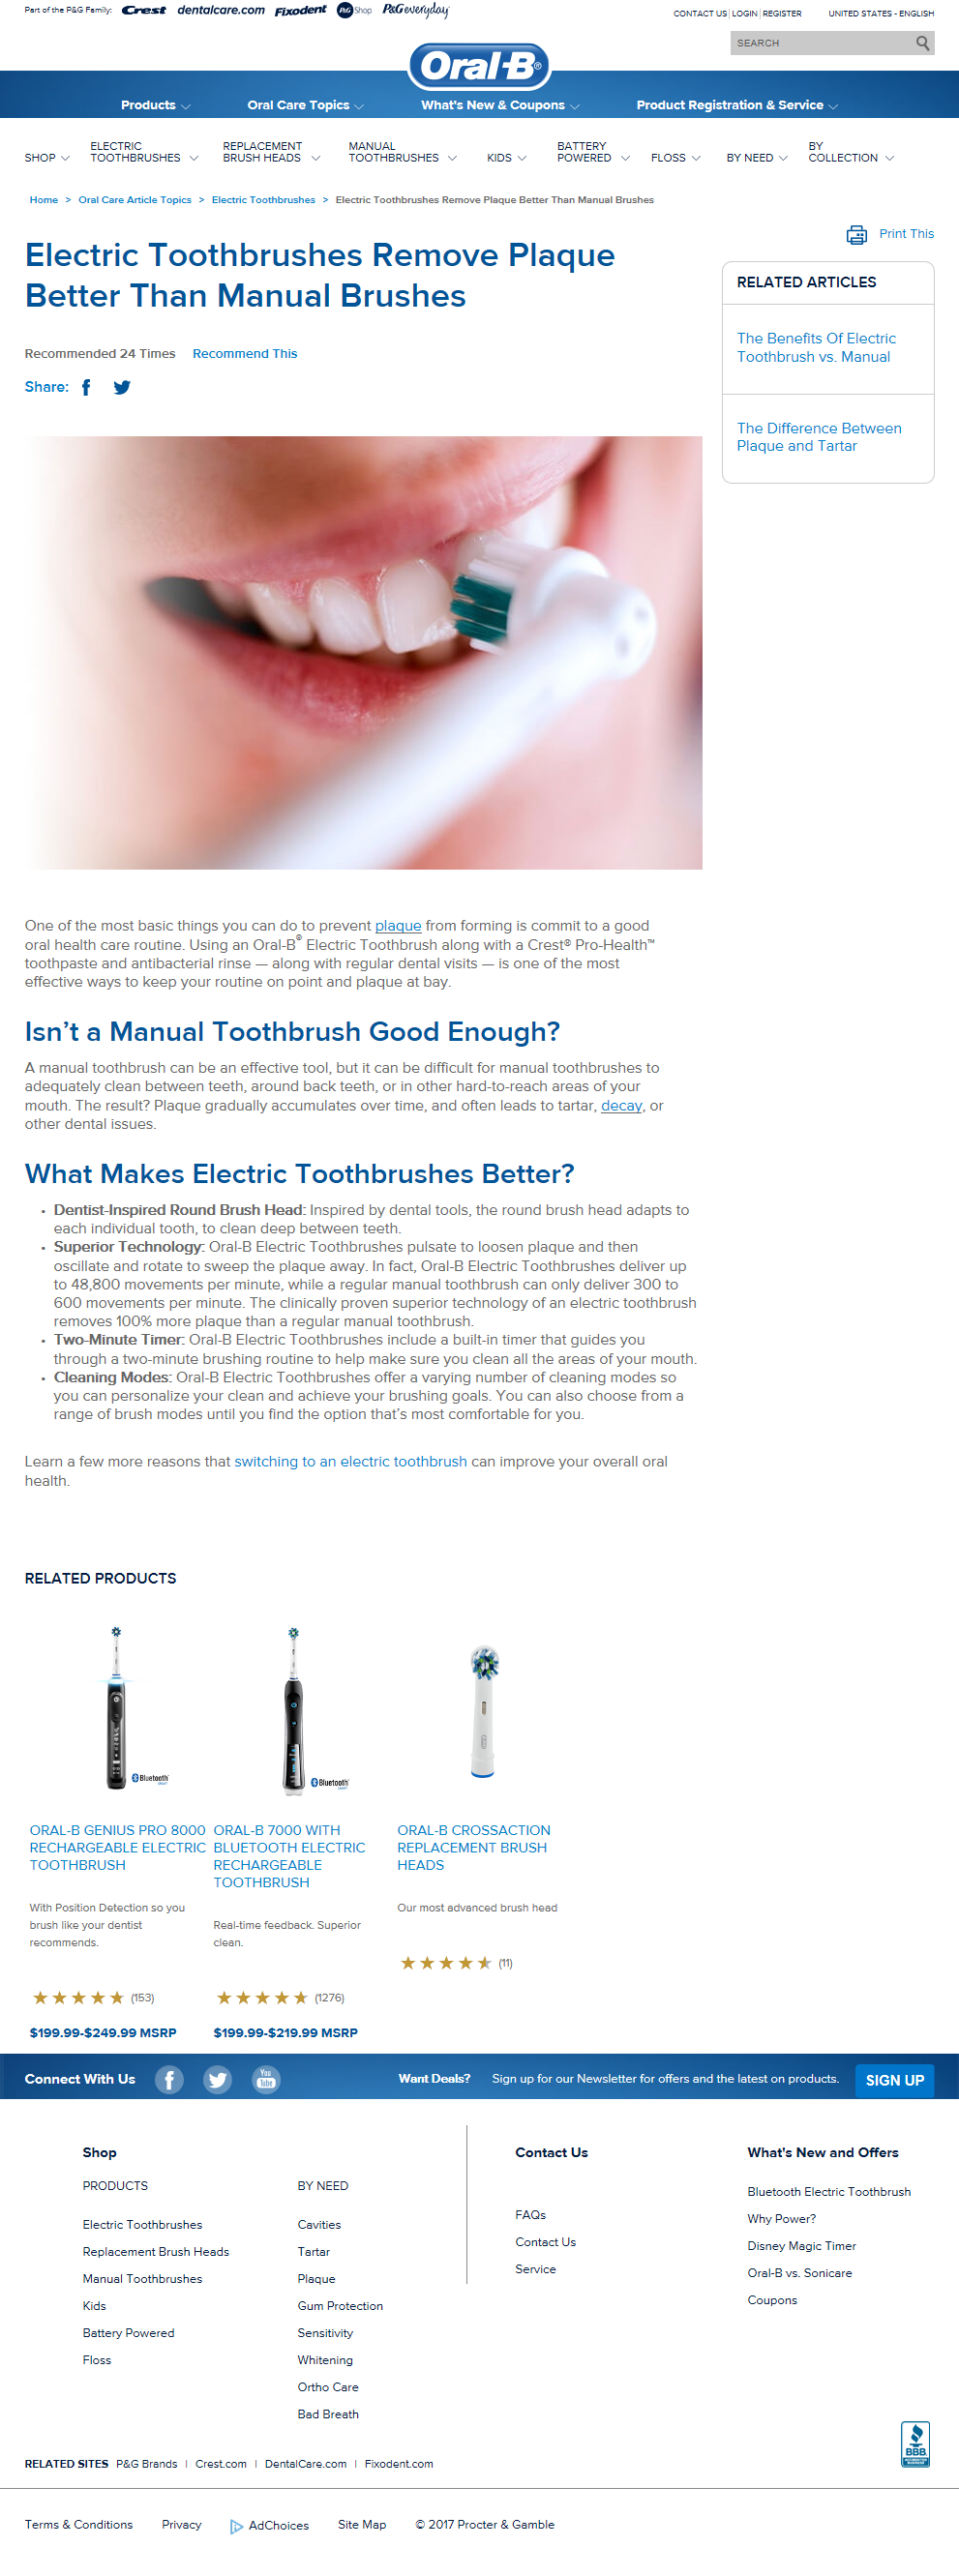 Part of the P&G Family: Crest dentalcare.com Fixodent P&G Shop P&Geveryday
CONTACT US | LOGIN | REGISTER UNITED STATES - ENGLISH
SEARCH
Oral-B®
Products What's New & Coupons Oral Care Topics Product Registration & Service
SHOP
ELECTRIC TOOTHBRUSHES
REPLACEMENT BRUSH HEADS
MANUAL TOOTHBRUSHES
KIDS
BATTERY POWERED
FLOSS
BY NEED
BY COLLECTION
Home > Oral Care Article Topics > Electric Toothbrushes > Electric Toothbrushes Remove Plaque Better Than Manual Brushes
Print This
Electric Toothbrushes Remove Plaque
Better Than Manual Brushes
Recommended 24 Times Recommend This
Share:
RELATED ARTICLES
The Benefits Of Electric
Toothbrush vs. Manual
The Difference Between
Plaque and Tartar
One of the most basic things you can do to prevent plaque from forming is commit to a good
oral health care routine. Using an Oral-B® Electric Toothbrush along with a Crest® Pro-Health™
toothpaste and antibacterial rinse — along with regular dental visits — is one of the most
effective ways to keep your routine on point and plaque at bay.
Isn’t a Manual Toothbrush Good Enough?
A manual toothbrush can be an effective tool, but it can be difficult for manual toothbrushes to
adequately clean between teeth, around back teeth, or in other hard-to-reach areas of your
mouth. The result? Plaque gradually accumulates over time, and often leads to tartar, decay, or
other dental issues.
What Makes Electric Toothbrushes Better?
• Dentist-Inspired Round Brush Head: Inspired by dental tools, the round brush head adapts to
each individual tooth, to clean deep between teeth.
• Superior Technology: Oral-B Electric Toothbrushes pulsate to loosen plaque and then
oscillate and rotate to sweep the plaque away. In fact, Oral-B Electric Toothbrushes deliver up
to 48,800 movements per minute, while a regular manual toothbrush can only deliver 300 to
600 movements per minute. The clinically proven superior technology of an electric toothbrush
removes 100% more plaque than a regular manual toothbrush.
• Two-Minute Timer: Oral-B Electric Toothbrushes include a built-in timer that guides you
through a two-minute brushing routine to help make sure you clean all the areas of your mouth.
• Cleaning Modes: Oral-B Electric Toothbrushes offer a varying number of cleaning modes so
you can personalize your clean and achieve your brushing goals. You can also choose from a
range of brush modes until you find the option that’s most comfortable for you.
Learn a few more reasons that switching to an electric toothbrush can improve your overall oral
health.
RELATED PRODUCTS
Bluetooth
Bluetooth
ORAL-B GENIUS PRO 8000
RECHARGEABLE ELECTRIC
TOOTHBRUSH
With Position Detection so you
brush like your dentist
recommends.
(153)
$199.99-$249.99 MSRP
ORAL-B 7000 WITH
BLUETOOTH ELECTRIC
RECHARGEABLE
TOOTHBRUSH
Real-time feedback. Superior
clean.
(1276)
$199.99-$219.99 MSRP
ORAL-B CROSSACTION
REPLACEMENT BRUSH
HEADS
Our most advanced brush head
(11)
Connect With Us You Tube Want Deals? Sign up for our Newsletter for offers and the latest on products. SIGN UP
Shop
PRODUCTS
Electric Toothbrushes
Replacement Brush Heads
Manual Toothbrushes
Kids
Battery Powered
Floss
BY NEED
Cavities
Tartar
Plaque
Gum Protection
Sensitivity
Whitening
Ortho Care
Bad Breath
Contact Us
FAQs
Contact Us
Service
What's New and Offers
Bluetooth Electric Toothbrush
Why Power?
Disney Magic Timer
Oral-B vs. Sonicare
Coupons
BBB
RELATED SITES P&G Brands | Crest.com | DentalCare.com | Fixodent.com
Terms & Conditions Privacy AdChoices Site Map © 2017 Procter & Gamble